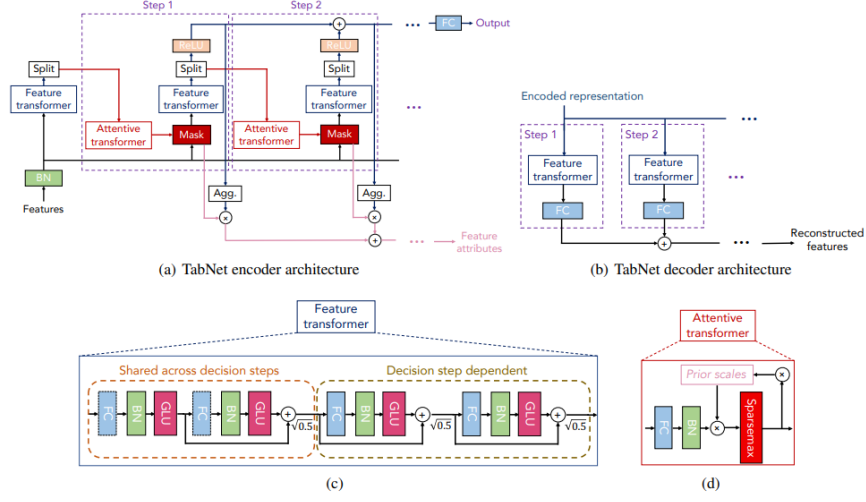 Step 1
Step 2
FC
Output
ReLU
ReLU
Split
Split
Split
Feature
transformer
Feature
transformer
Feature
transformer
Attentive
transformer
Mask
Attentive
transformer
Mask
BN
Features
Agg.
Agg.
Feature
attributes
(a) TabNet encoder architecture
Encoded representation
Step 1
Step 2
Feature
transformer
Feature
transformer
FC
FC
Reconstructed
features
(b) TabNet decoder architecture
Feature
transformer
Shared across decision steps
Decision step dependent
FC
BN
GLU
FC
BN
GLU
√0.5
FC
BN
GLU
√0.5
FC
BN
GLU
√0.5
(c)
Attentive
transformer
Prior scales
FC
BN
Sparsemax
(d)